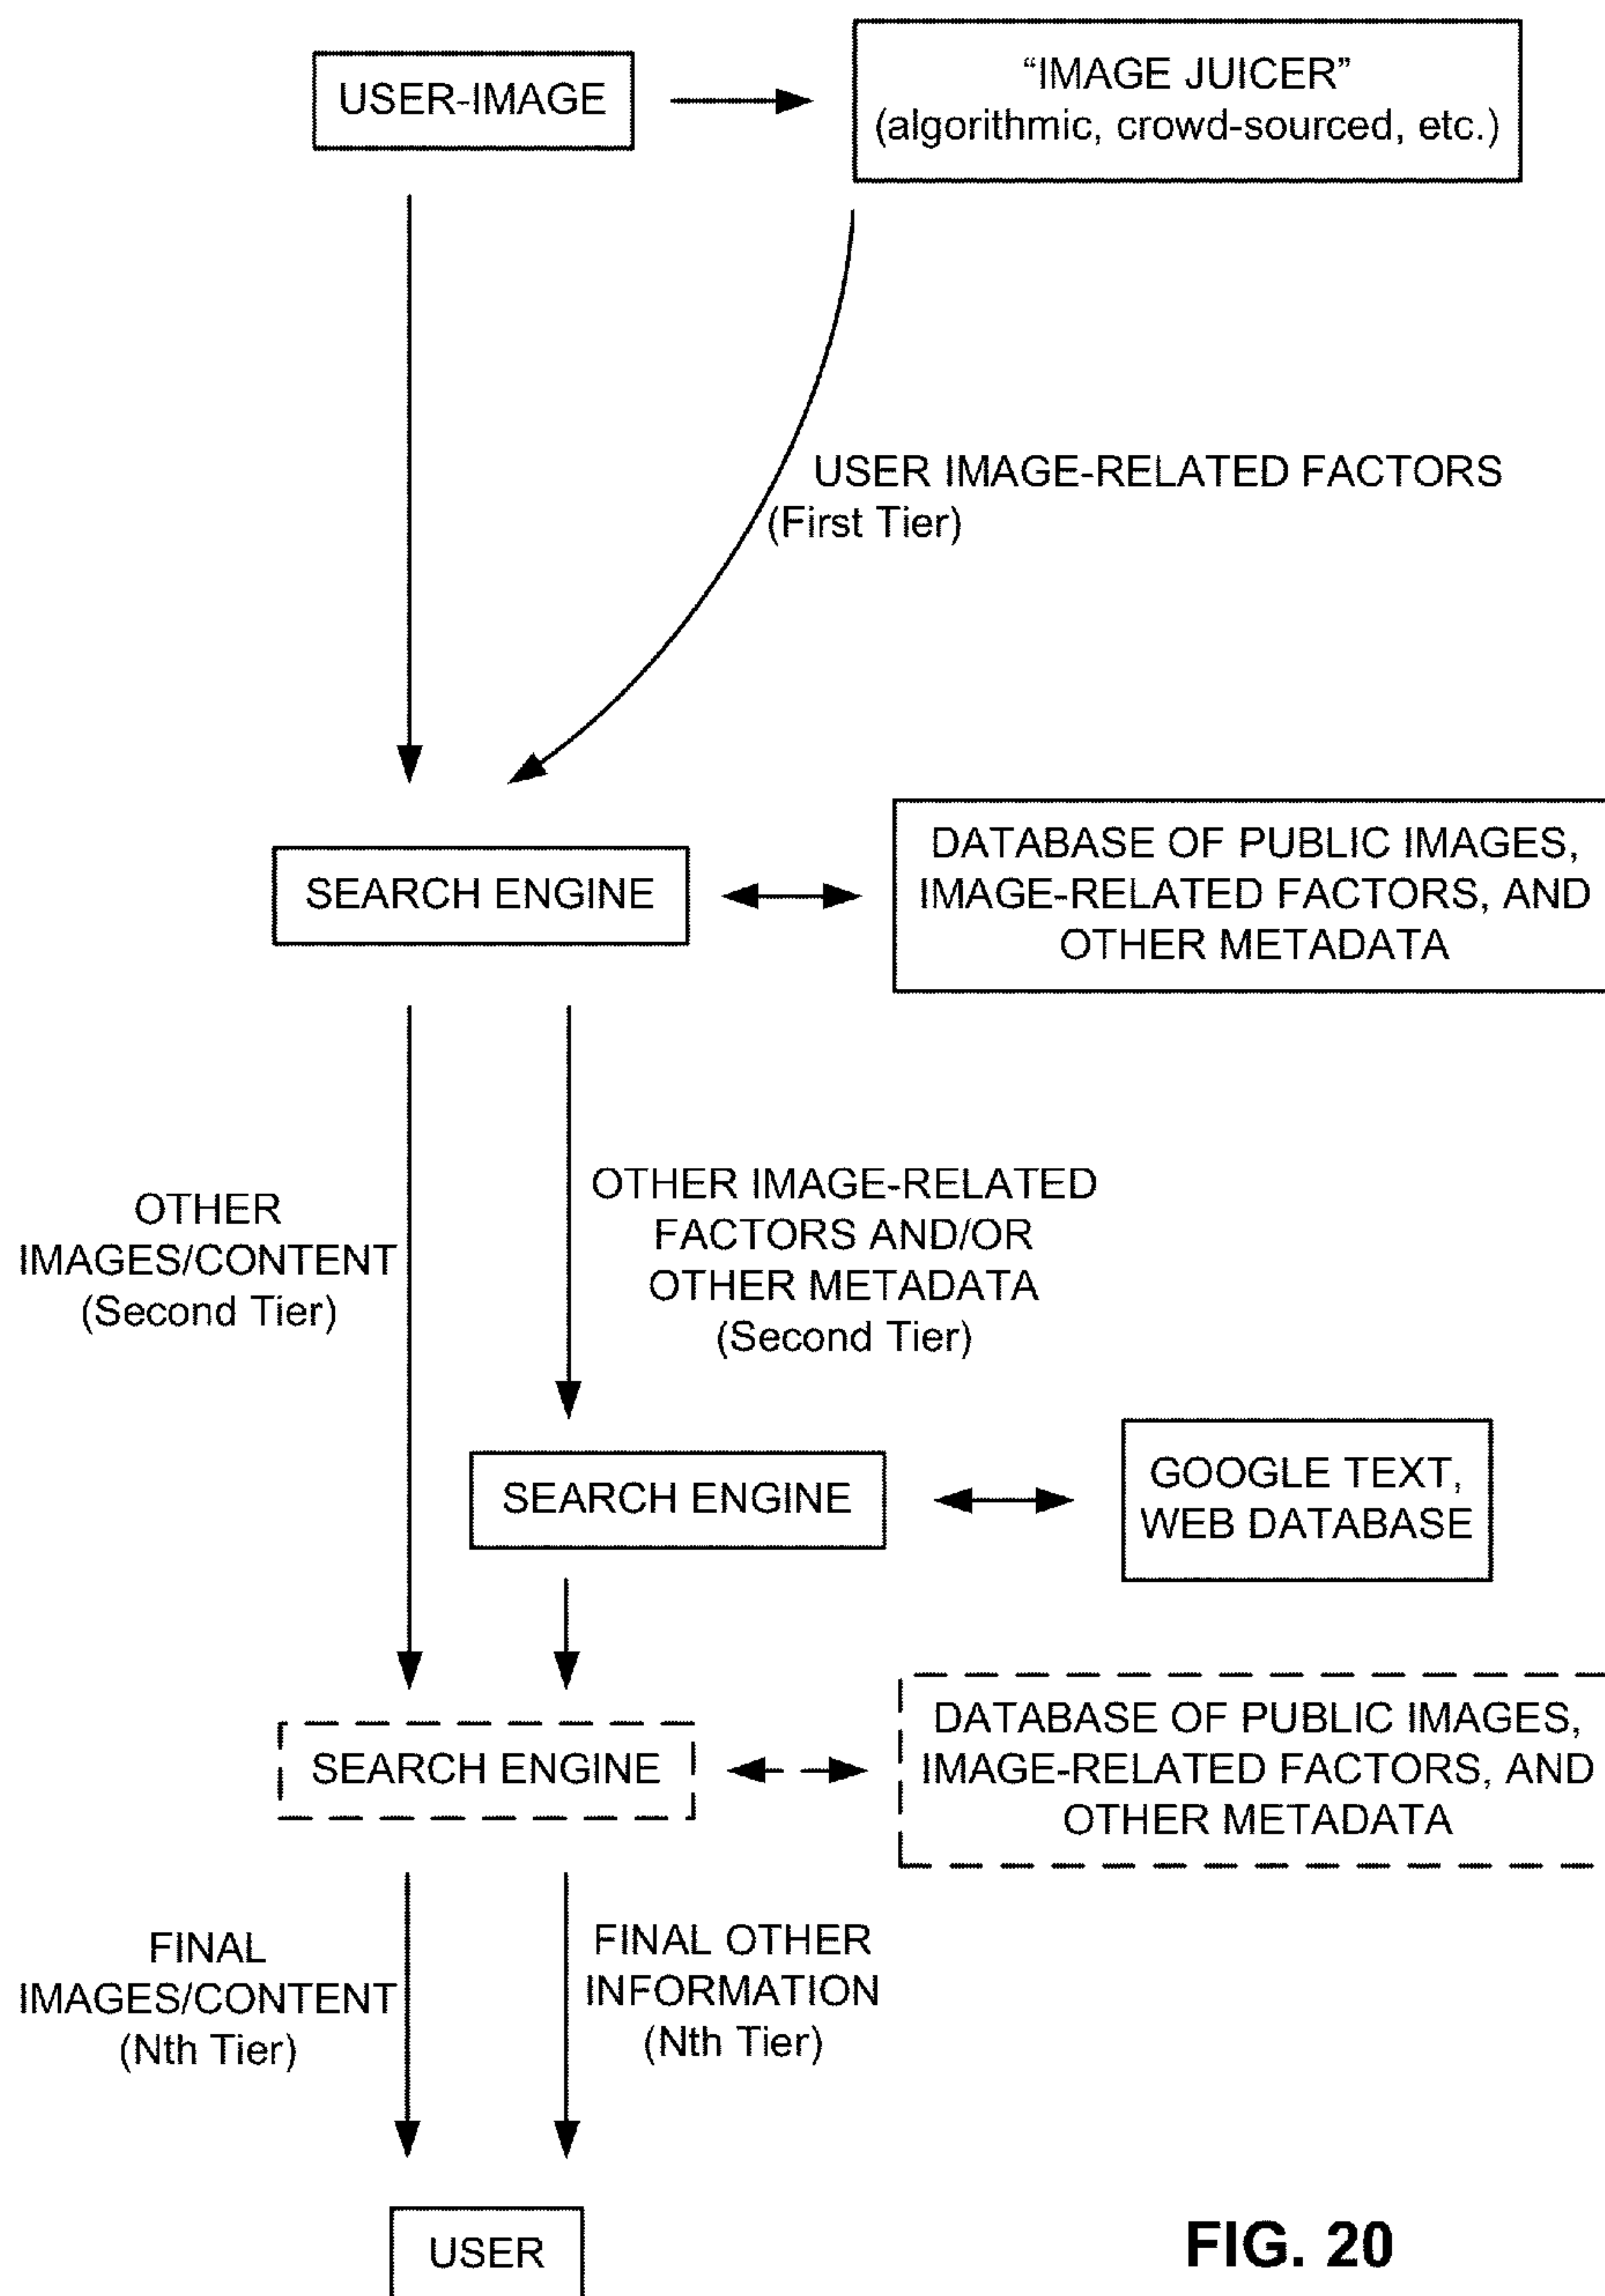 USER-IMAGE
“IMAGE JUICER”
(algorithmic, crowd-sourced, etc.)
USER IMAGE-RELATED FACTORS
(First Tier)
SEARCH ENGINE
DATABASE OF PUBLIC IMAGES,
IMAGE-RELATED FACTORS, AND
OTHER METADATA
OTHER
IMAGES/CONTENT
(Second Tier)
OTHER IMAGE-RELATED
FACTORS AND/OR
OTHER METADATA
(Second Tier)
SEARCH ENGINE
GOOGLE TEXT,
WEB DATABASE
SEARCH ENGINE
DATABASE OF PUBLIC IMAGES,
IMAGE-RELATED FACTORS, AND
OTHER METADATA
FINAL
IMAGES/CONTENT
(Nth Tier)
FINAL OTHER
INFORMATION
(Nth Tier)
USER
FIG. 20